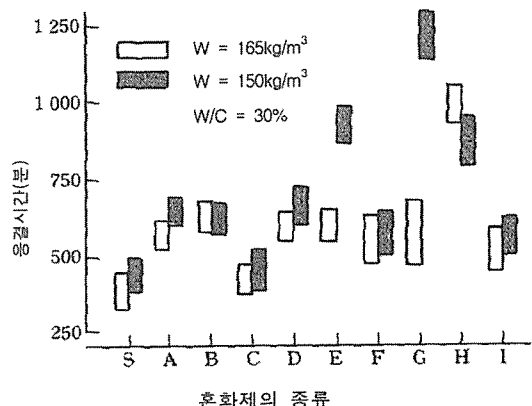 1 250
1 000
750
500
250
응결시간(분)
W = 165kg/m³
W = 150kg/m³
W/C = 30%
S A B C D E F G H I
혼화제의 종류